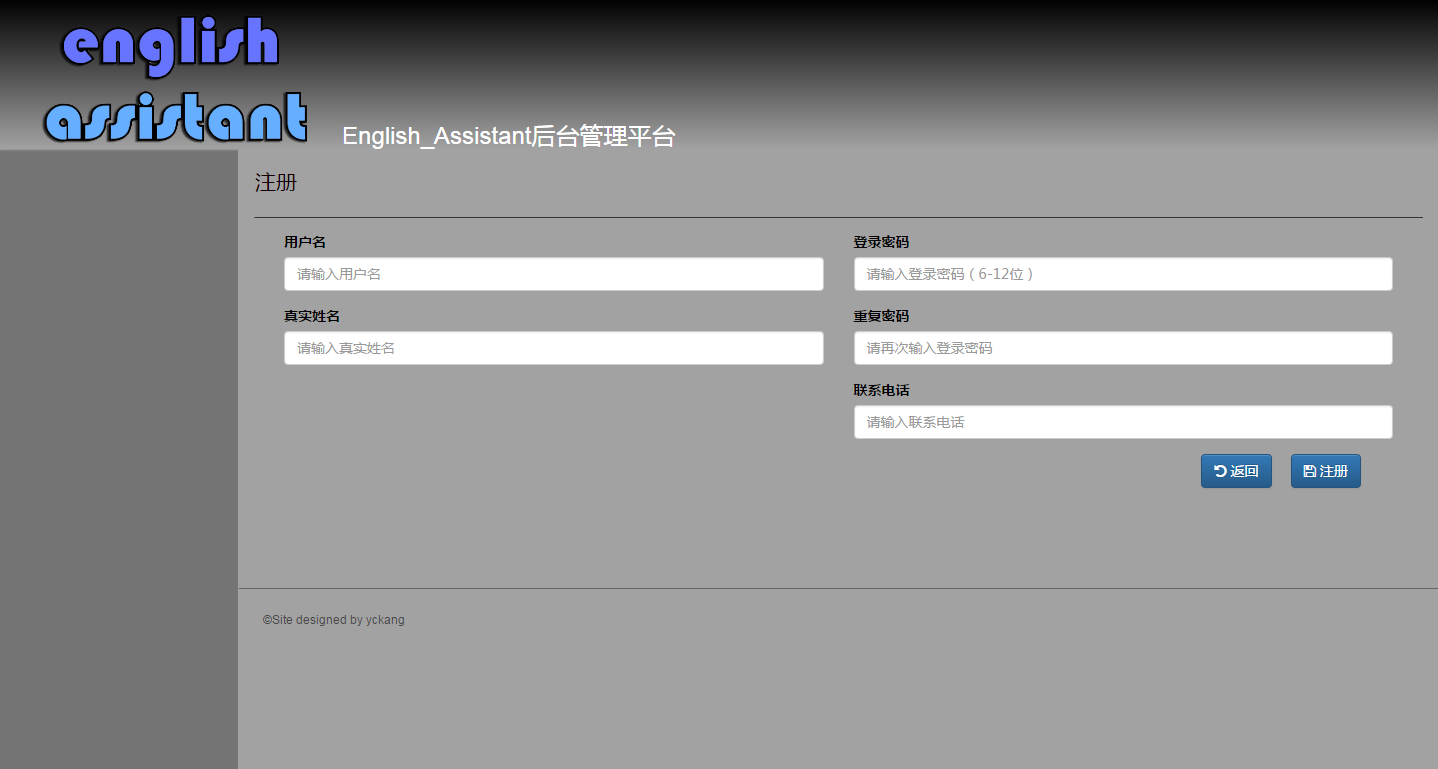 english
assistant
English_Assistant后台管理平台
注册
用户名
请输入用户名
真实姓名
请输入真实姓名
登录密码
请输入登录密码（6-12位）
重复密码
请再次输入登录密码
联系电话
请输入联系电话
返回
注册
©Site designed by yckang